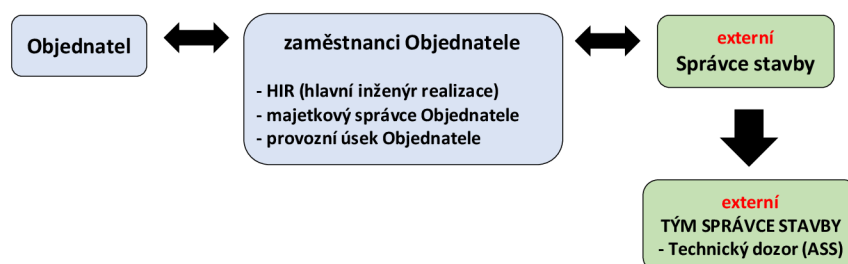 Objednatel
zaměstnanci Objednatele
- HIR (hlavní inženýr realizace)
- majetkový správce Objednatele
- provozní úsek Objednatele
externí
Správce stavby
externí
TÝM SPRÁVCE STAVBY
- Technický dozor (ASS)